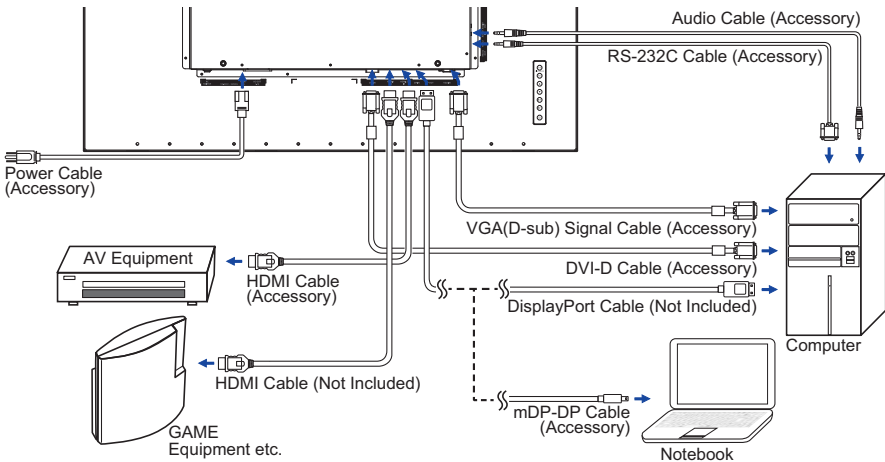 Audio Cable (Accessory)
RS-232C Cable (Accessory)
Power Cable
(Accessory)
VGA(D-sub) Signal Cable (Accessory)
AV Equipment
HDMI Cable
(Accessory)
DVI-D Cable (Accessory)
DisplayPort Cable (Not Included)
Computer
HDMI Cable (Not Included)
mDP-DP Cable
(Accessory)
GAME
Equipment etc.
Notebook